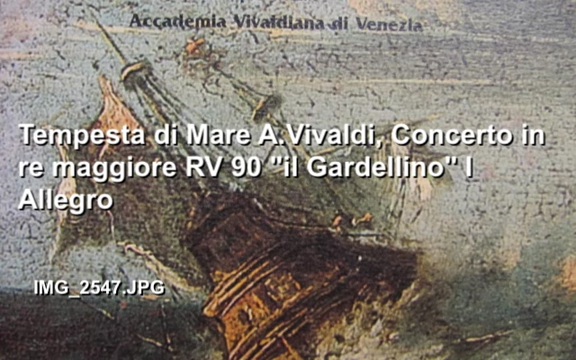 Accademia Vivaldiana di Venezia
Tempesta di Mare A.Vivaldi, Concerto in
re maggiore RV 90 "il Gardellino" I
Allegro
IMG_2547.JPG